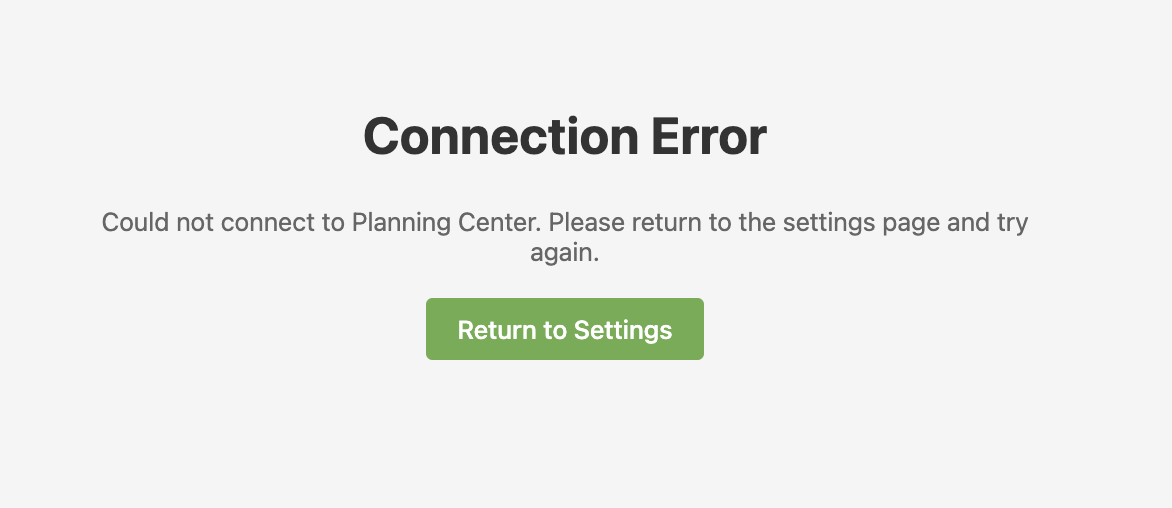 Connection Error
Could not connect to Planning Center. Please return to the settings page and try
again.
Return to Settings